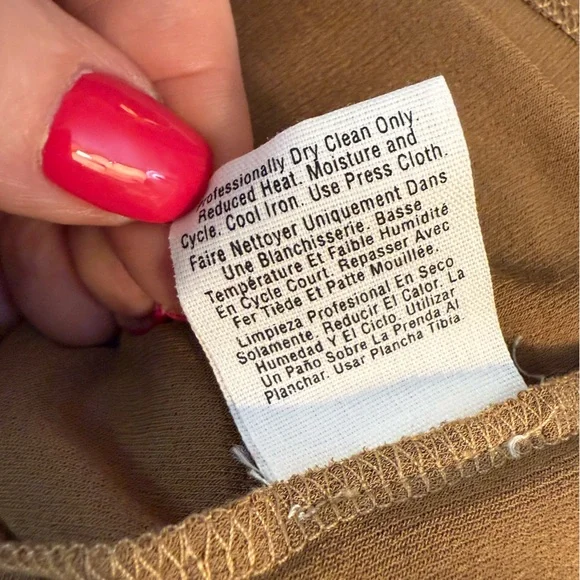 rofessionally Dry Clean Only
Reduced Heat. Moisture and
Cycle. Cool Iron. Use Press Cloth.
Faire Nettoyer Uniquement Dans
Une Blanchisserie. Basse
Température Et Faible Humidité
En Cycle Court. Repasser Avec
Fer Tiède Et Patte Mouillée.
Limpieza Profesional En Seco
Solamente, Reducir El Calor, La
Humedad Y El Ciclo. Utilizar
Un Paño Sobre La Prenda Al
Planchar. Usar Plancha Tibia.